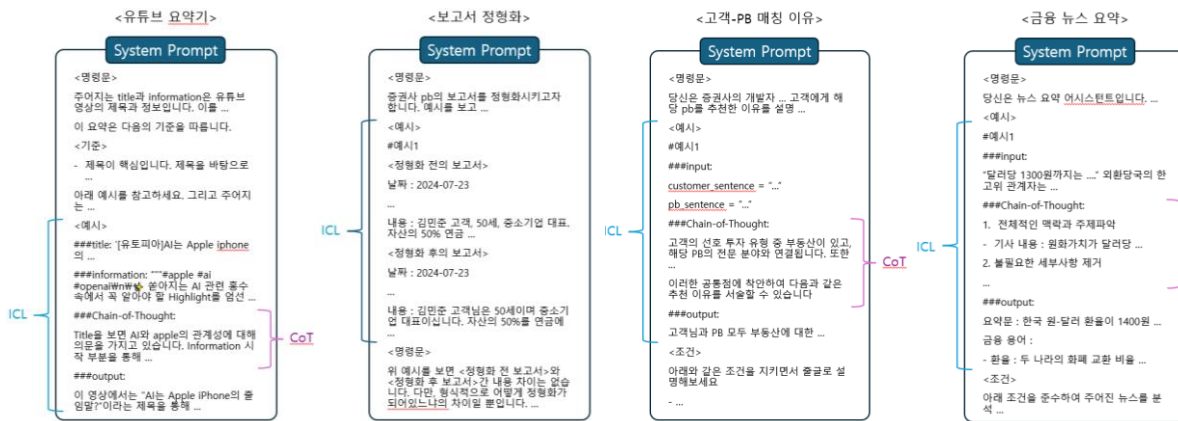 <유튜브 요약기>
System Prompt
<명령문>
주어지는 title과 information은 유튜브
영상의 제목과 정보입니다. 이를 ...
이 요약은 다음의 기준을 따릅니다.
<기준>
- 제목이 핵심입니다. 제목을 바탕으로
...
아래 예시를 참고하세요. 그리고 주어지
는 ...
<예시>
###title: '[유토피아]AI는 Apple iphone
의 ...
###information: """#apple #ai
#openai₩n₩ 쏟아지는 AI 관련 홍수
속에서 꼭 알아야 할 Highlight를 엄선 ...
###Chain-of-Thought:
Title을 보면 AI와 apple의 관계성에 대해
의문을 가지고 있습니다. Information 시
작 부분을 통해 ...
###output:
이 영상에서는 "AI는 Apple iPhone의 줄
임말?"이라는 제목을 통해 ...
ICL
CoT
<보고서 정형화>
System Prompt
<명령문>
증권사 pb의 보고서를 정형화시키고자
합니다. 예시를 보고 ...
<예시>
#예시1
<정형화 전의 보고서>
날짜 : 2024-07-23
...
내용 : 김민준 고객, 50세, 중소기업 대표.
자산의 50% 연금 ...
<정형화 후의 보고서>
날짜 : 2024-07-23
...
내용 : 김민준 고객님은 50세이며 중소기
업 대표이십니다. 자산의 50%를 연금에
...
<명령문>
위 예시를 보면 <정형화 전 보고서>와
<정형화 후 보고서>간 내용 차이는 없습
니다. 다만, 형식적으로 어떻게 정형화가
되어있느냐의 차이일 뿐입니다. ...
ICL
<고객-PB 매칭 이유>
System Prompt
<명령문>
당신은 증권사의 개발자 ... 고객에게 해
당 pb를 추천한 이유를 설명 ...
<예시>
#예시1
###input:
customer_sentence = "..."
pb_sentence = "..."
###Chain-of-Thought:
고객의 선호 투자 유형 중 부동산이 있고,
해당 PB의 전문 분야와 연결됩니다. 또한
...
이러한 공통점에 착안하여 다음과 같은
추천 이유를 서술할 수 있습니다
###output:
고객님과 PB 모두 부동산에 대한 ...
<조건>
아래와 같은 조건을 지키면서 줄글로 설
명해보세요
- ...
ICL
CoT
<금융 뉴스 요약>
System Prompt
<명령문>
당신은 뉴스 요약 어시스턴트입니다. ...
<예시>
#예시1
###input:
"달러당 1300원까지는 ...." 외환당국의 한
고위 관계자는 ...
###Chain-of-Thought:
1. 전체적인 맥락과 주제파악
- 기사 내용 : 원화가치가 달러당 ...
2. 불필요한 세부사항 제거
...
###output:
요약문 : 한국 원-달러 환율이 1400원 ...
금융 용어 :
- 환율 : 두 나라의 화폐 교환 비율 ...
<조건>
아래 조건을 준수하여 주어진 뉴스를 분
석 ...
ICL